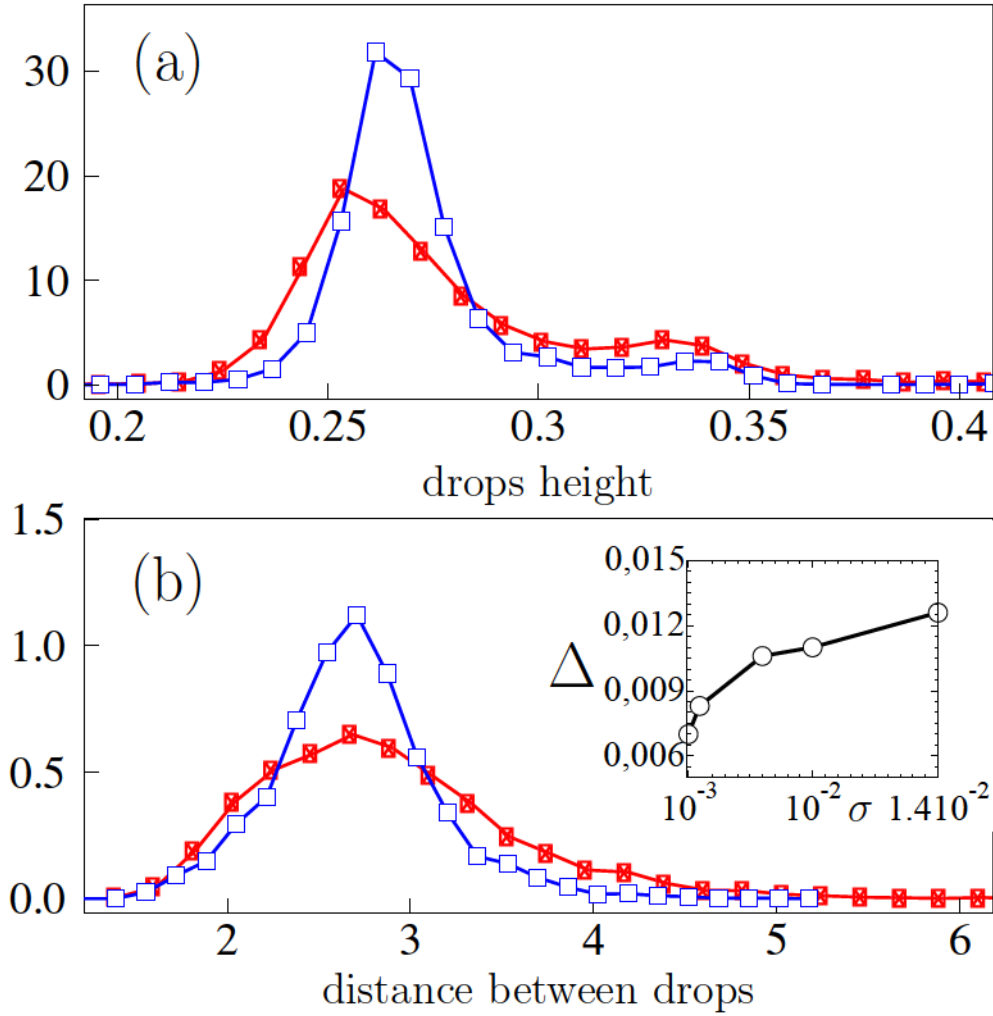 (a)
30
20
10
0
0.2 0.25 0.3 0.35 0.4
drops height
1.5
(b)
1.0
0.5
0.0
2 3 4 5 6
distance between drops
0,015
0,012
Δ
0,009
0,006
10⁻³ 10⁻² σ 1.410⁻²